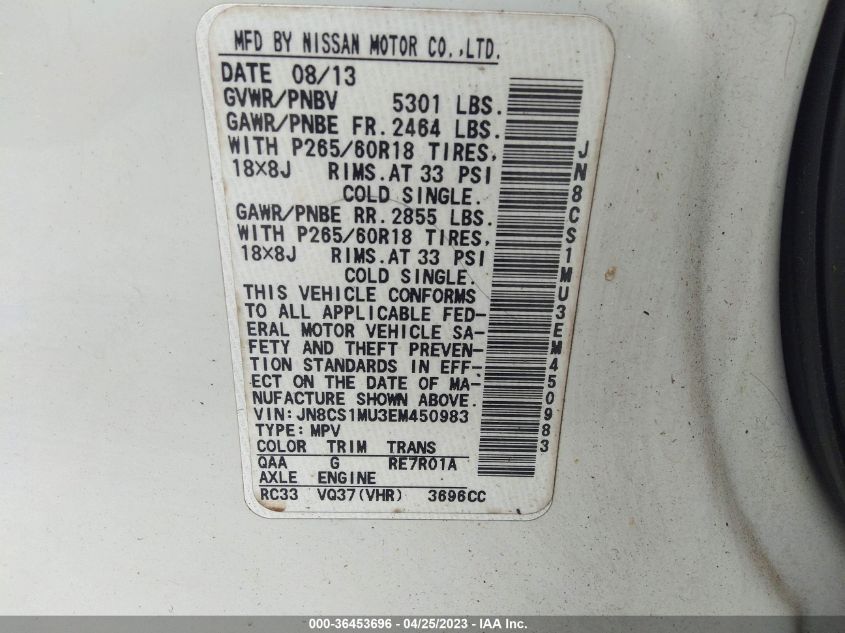 MFD BY NISSAN MOTOR CO.,LTD.
DATE 08/13
GVWR/PNBV 5301 LBS.
GAWR/PNBE FR. 2464 LBS.
WITH P265/60R18 TIRES,
18×8J RIMS.AT 33 PSI
COLD SINGLE.
GAWR/PNBE RR. 2855 LBS.
WITH P265/60R18 TIRES,
18×8J RIMS.AT 33 PSI
COLD SINGLE.
THIS VEHICLE CONFORMS
TO ALL APPLICABLE FED-
ERAL MOTOR VEHICLE SA-
FETY AND THEFT PREVEN-
TION STANDARDS IN EFF-
ECT ON THE DATE OF MA-
NUFACTURE SHOWN ABOVE.
VIN:JN8CS1MU3EM450983
TYPE:MPV
COLOR TRIM TRANS
QAA G RE7R01A
AXLE ENGINE
RC33 VQ37(VHR) 3696CC
JN8CS1MU3EM450983
000-36453696 - 04/25/2023 - IAA Inc.